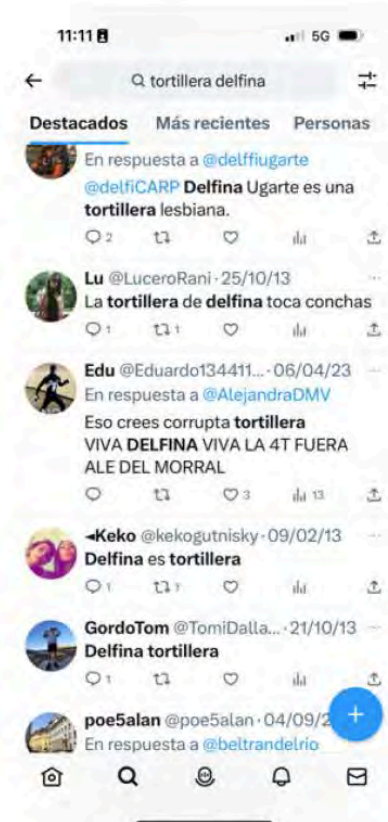 11:11 5G
tortillera delfina
Destacados Más recientes Personas
En respuesta a @delffiugarte
@delfiCARP Delfina Ugarte es una
tortillera lesbiana.
2
Lu @LuceroRani · 25/10/13
La tortillera de delfina toca conchas
1 1
Edu @Eduardo134411... · 06/04/23
En respuesta a @AlejandraDMV
Eso crees corrupta tortillera
VIVA DELFINA VIVA LA 4T FUERA
ALE DEL MORRAL
3 13
◄Keko @kekogutnisky · 09/02/13
Delfina es tortillera
1
GordoTom @TomiDalla... · 21/10/13
Delfina tortillera
1
poe5alan @poe5alan · 04/09/2
En respuesta a @beltrandelrio